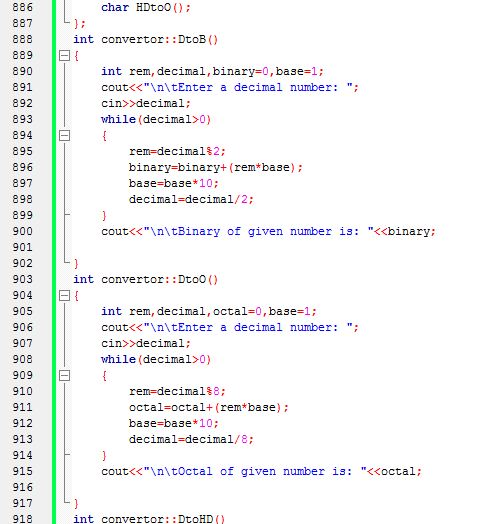 886 char HDtoO();
887 };
888 int convertor::DtoB()
889 {
890 int rem,decimal,binary=0,base=1;
891 cout<<"\n\tEnter a decimal number: ";
892 cin>>decimal;
893 while(decimal>0)
894 {
895 rem=decimal%2;
896 binary=binary+(rem*base);
897 base=base*10;
898 decimal=decimal/2;
899 }
900 cout<<"\n\tBinary of given number is: "<<binary;
901
902 }
903 int convertor::DtoO()
904 {
905 int rem,decimal,octal=0,base=1;
906 cout<<"\n\tEnter a decimal number: ";
907 cin>>decimal;
908 while(decimal>0)
909 {
910 rem=decimal%8;
911 octal=octal+(rem*base);
912 base=base*10;
913 decimal=decimal/8;
914 }
915 cout<<"\n\tOctal of given number is: "<<octal;
916
917 }
918 int convertor::DtoHD()